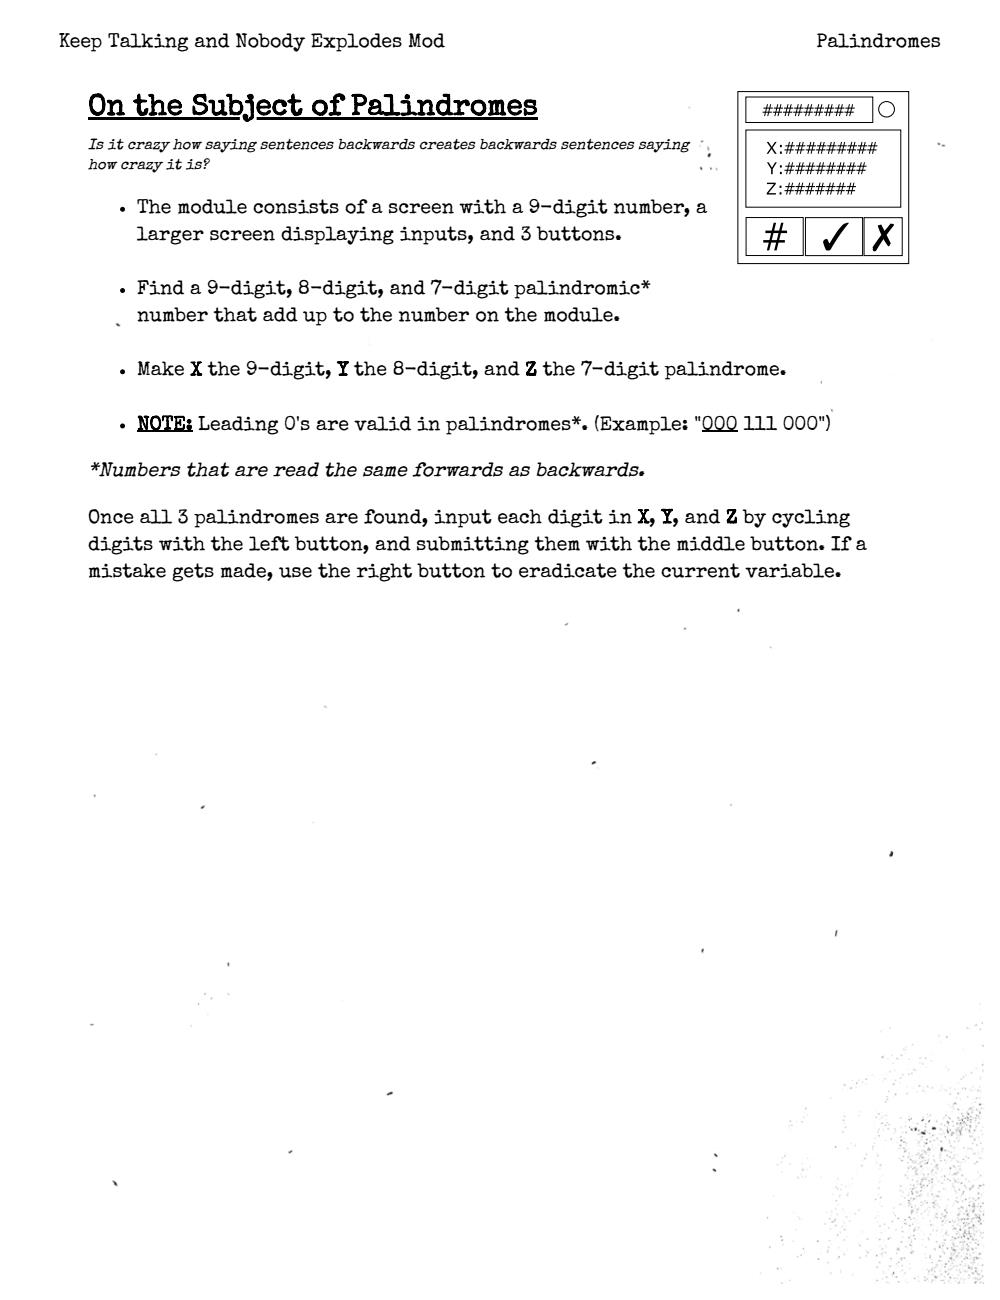 Keep Talking and Nobody Explodes Mod Palindromes
On the Subject of Palindromes
Is it crazy how saying sentences backwards creates backwards sentences saying
how crazy it is?
#########
X:#########
Y:########
Z:#######
# ✓ ✗
• The module consists of a screen with a 9-digit number, a
larger screen displaying inputs, and 3 buttons.
• Find a 9-digit, 8-digit, and 7-digit palindromic*
number that add up to the number on the module.
• Make X the 9-digit, Y the 8-digit, and Z the 7-digit palindrome.
• NOTE: Leading 0's are valid in palindromes*. (Example: "000 111 000")
*Numbers that are read the same forwards as backwards.
Once all 3 palindromes are found, input each digit in X, Y, and Z by cycling
digits with the left button, and submitting them with the middle button. If a
mistake gets made, use the right button to eradicate the current variable.